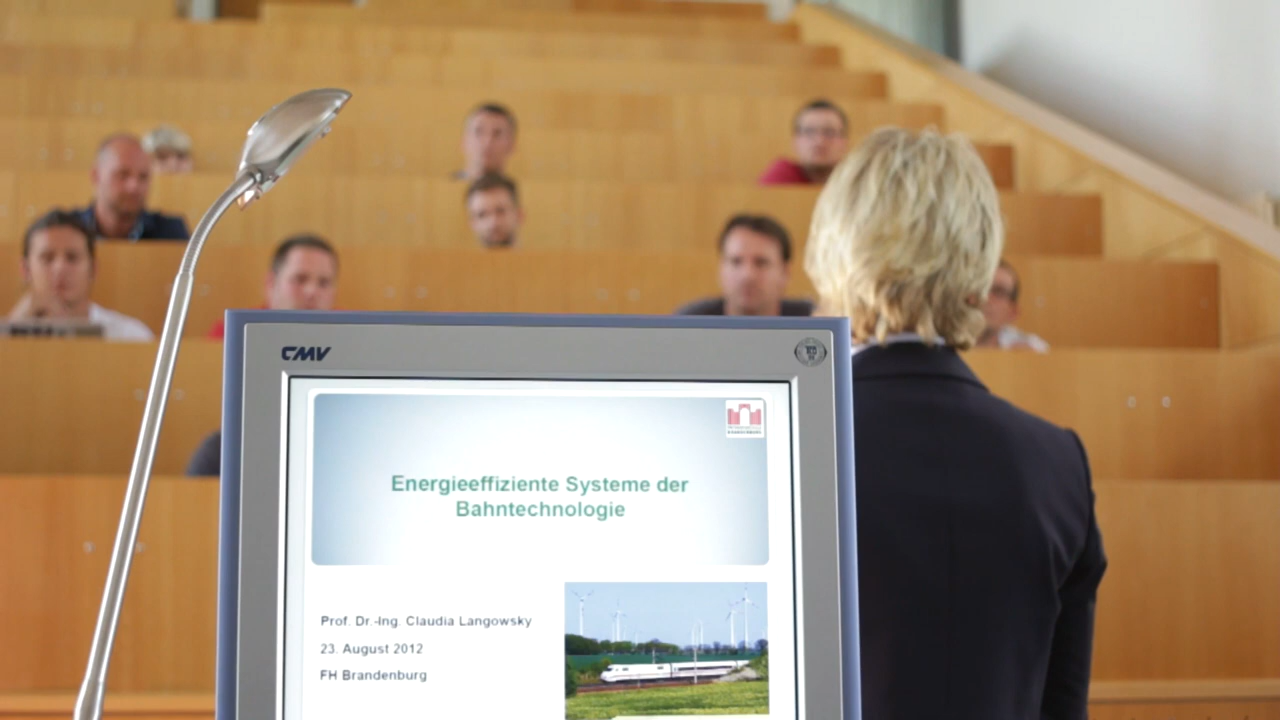 CMV
Energieeffiziente Systeme der
Bahntechnologie
Prof. Dr.-Ing. Claudia Langowsky
23. August 2012
FH Brandenburg